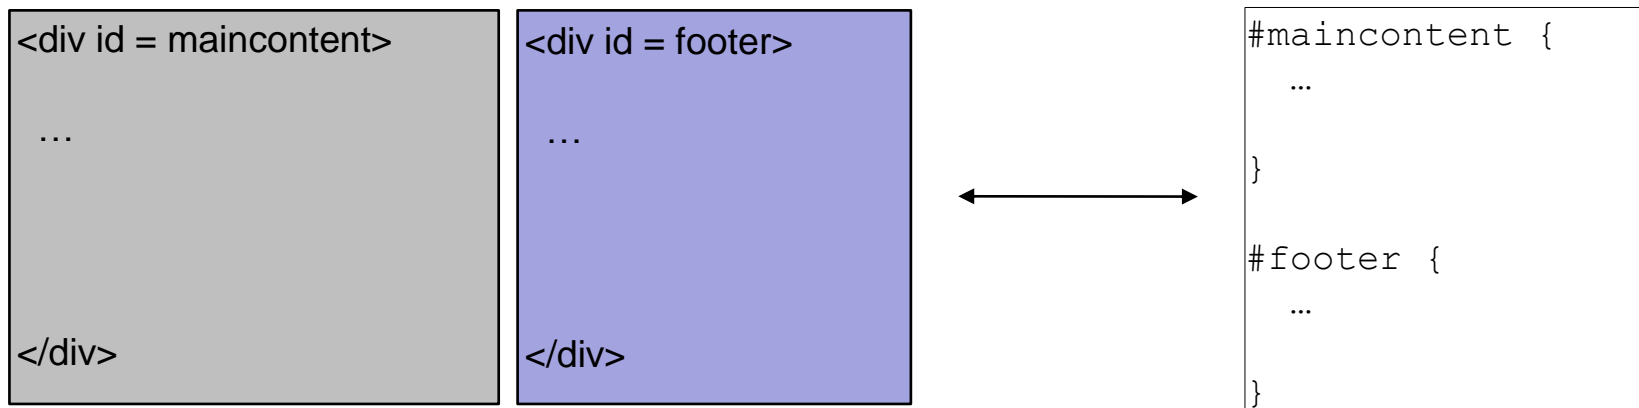 <div id = maincontent>
…
</div>
<div id = footer>
…
</div>
#maincontent {
…
}
#footer {
…
}